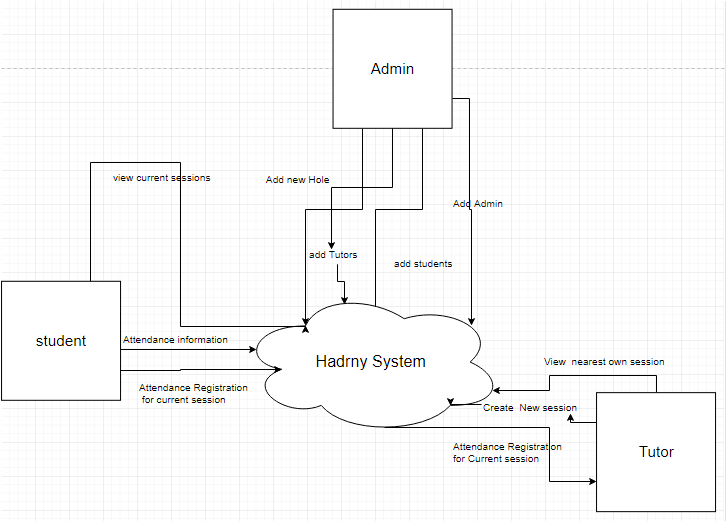 Admin
view current sessions
Add new Hole
Add Admin
add Tutors
add students
student
Attendance information
Hadrny System
View  nearest own session
Attendance Registration
for current session
Create  New session
Attendance Registration
for Current session
Tutor